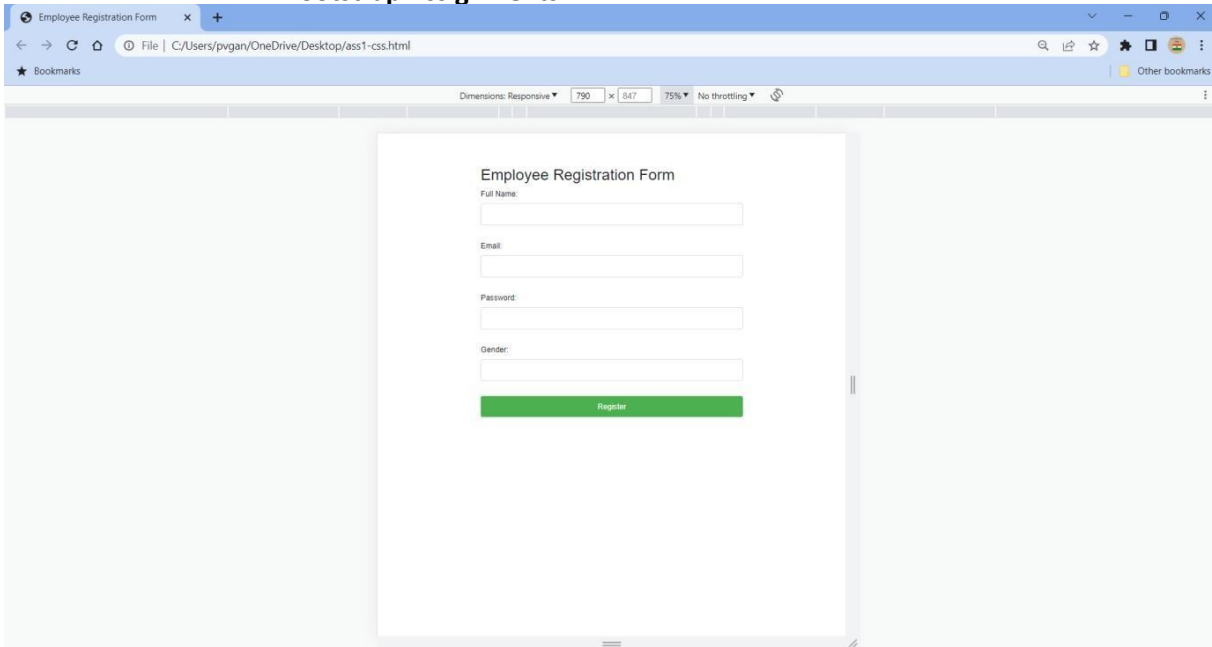 Employee Registration Form
File | C:/Users/pvgan/OneDrive/Desktop/ass1-css.html
Bookmarks
Other bookmarks
Dimensions: Responsive 790 × 847 75% No throttling
Employee Registration Form
Full Name:
Email:
Password:
Gender:
Register